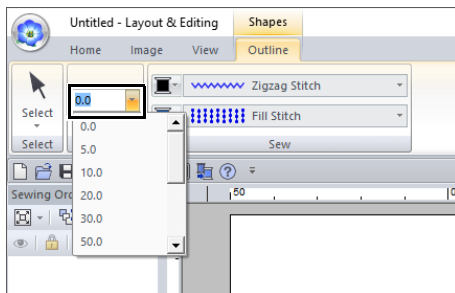 Untitled - Layout & Editing
Shapes
Home Image View Outline
0.0
Zigzag Stitch
Select
Fill Stitch
Select
Sew
0.0
5.0
10.0
20.0
30.0
50.0
Sewing
50